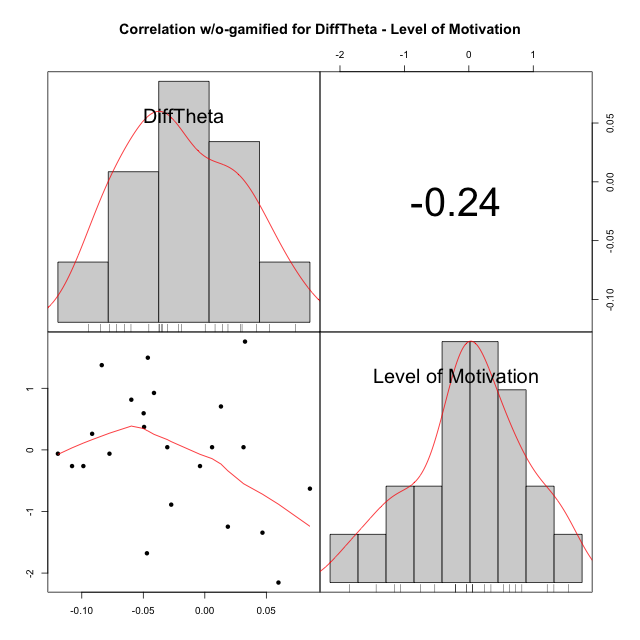 Correlation w/o-gamified for DiffTheta - Level of Motivation
-2 -1 0 1
DiffTheta
-0.24
0.05
0.00
-0.05
-0.10
Level of Motivation
1
0
-1
-2
-0.10 -0.05 0.00 0.05